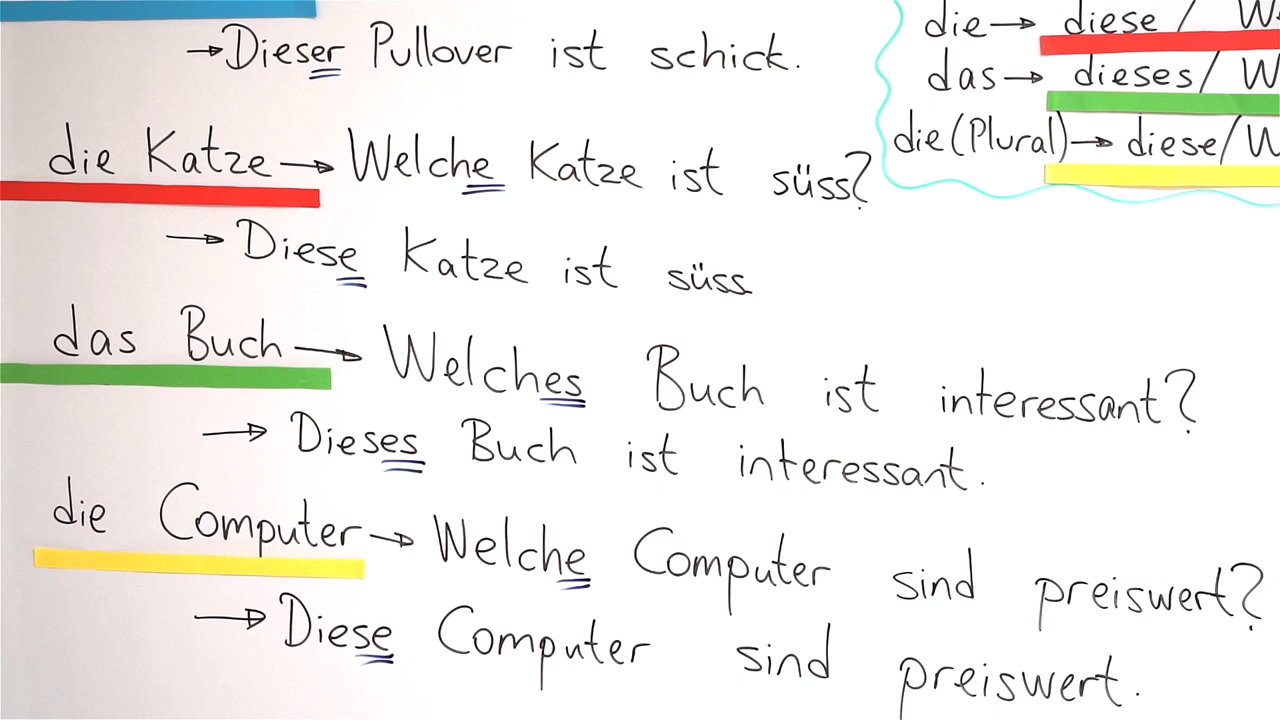 →Dieser Pullover ist schick.
die Katze→Welche Katze ist süss?
→Diese Katze ist süss
das Buch→Welches Buch ist interessant?
→Dieses Buch ist interessant.
die Computer→Welche Computer sind preiswert?
→Diese Computer sind preiswert.
die→diese /
das→dieses/
die(Plural)→diese/